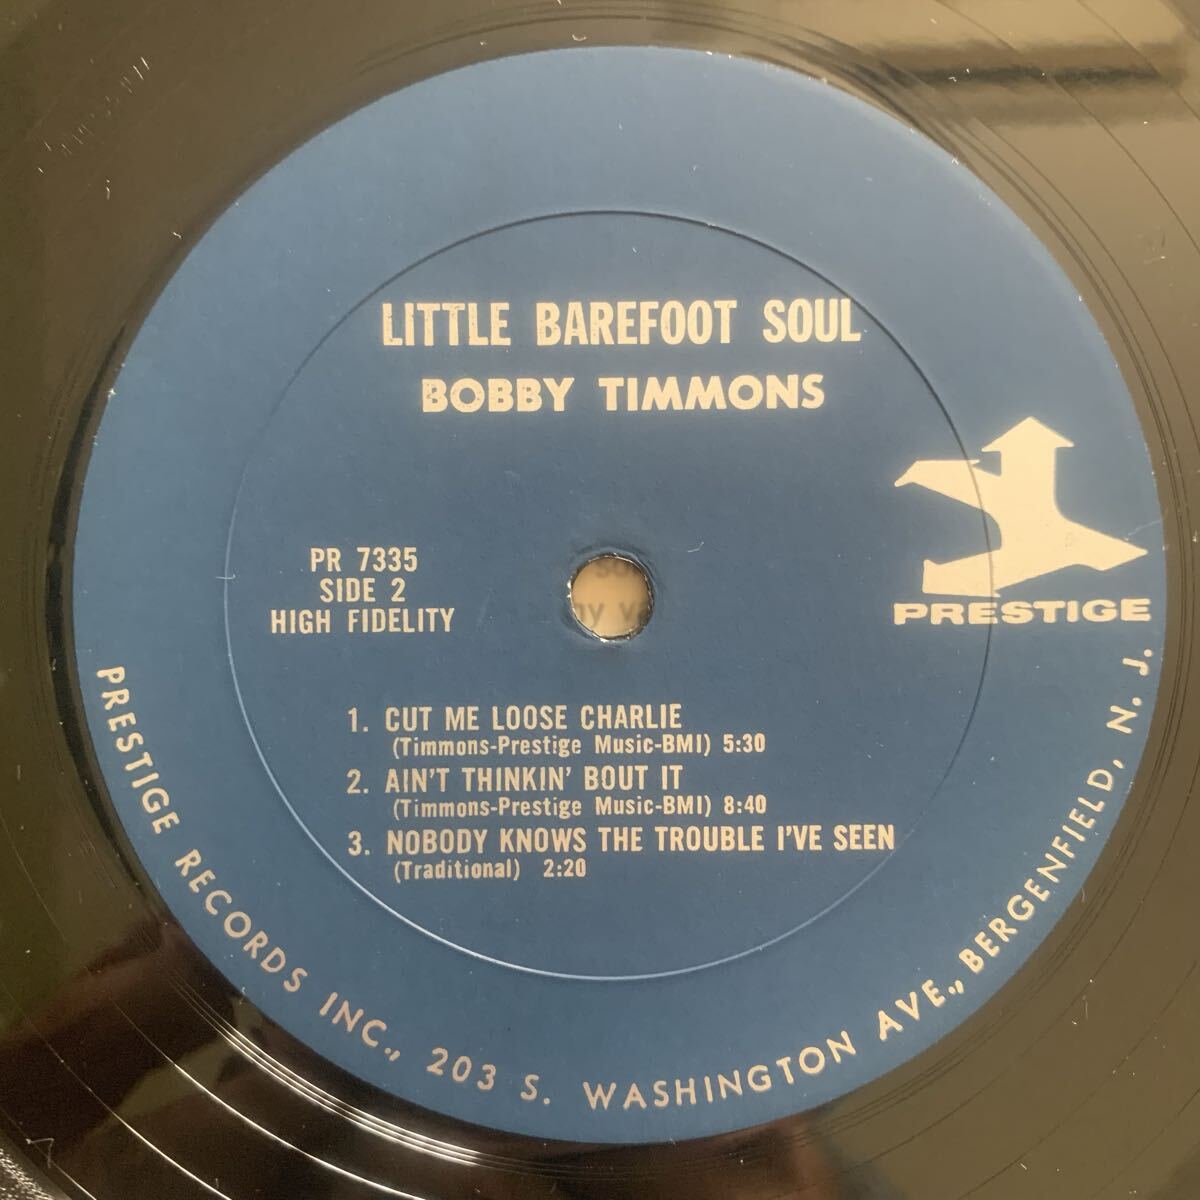 LITTLE BAREFOOT SOUL
BOBBY TIMMONS
PR 7335
SIDE 2
HIGH FIDELITY
PRESTIGE
1. CUT ME LOOSE CHARLIE
(Timmons-Prestige Music-BMI) 5:30
2. AIN'T THINKIN' BOUT IT
(Timmons-Prestige Music-BMI) 8:40
3. NOBODY KNOWS THE TROUBLE I'VE SEEN
(Traditional) 2:20
PRESTIGE RECORDS INC., 203 S. WASHINGTON AVE., BERGENFIELD, N. J.